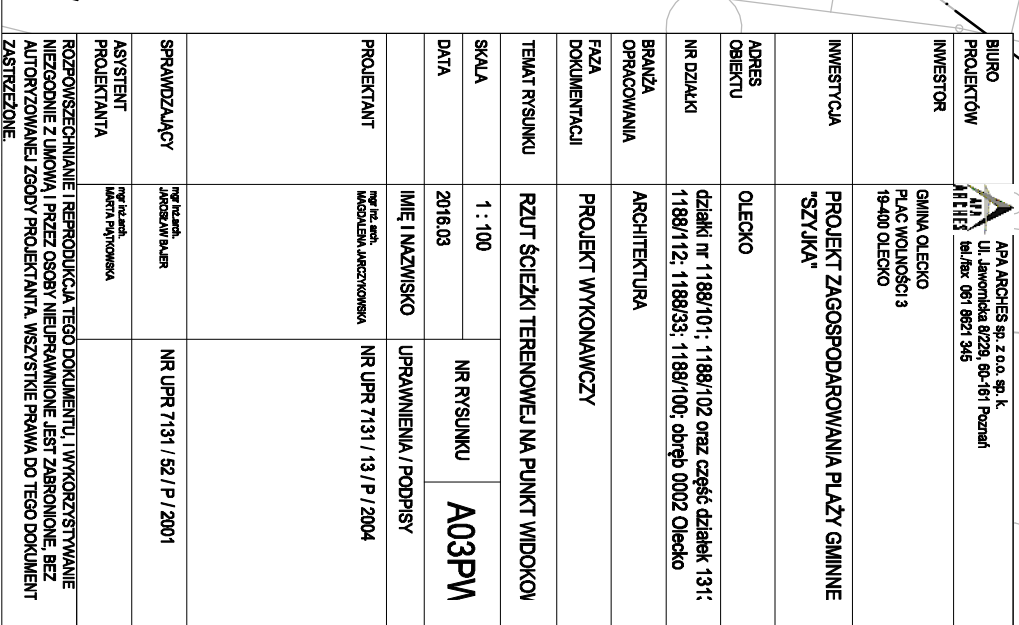 BIURO
PROJEKTÓW
APA
ARCHES
APA ARCHES sp. z o.o. sp. k.
Ul. Jawornicka 8/229, 60-161 Poznań
tel./fax 061 8621 345
INWESTOR
GMINA OLECKO
PLAC WOLNOŚCI 3
19-400 OLECKO
INWESTYCJA
PROJEKT ZAGOSPODAROWANIA PLAŻY GMINNE
"SZYJKA"
ADRES
OBIEKTU
OLECKO
NR DZIAŁKI
działki nr 1188/101; 1188/102 oraz część działek 131
1188/112; 1188/33; 1188/100; obręb 0002 Olecko
BRANŻA
OPRACOWANIA
ARCHITEKTURA
FAZA
DOKUMENTACJI
PROJEKT WYKONAWCZY
TEMAT RYSUNKU
RZUT ŚCIEŻKI TERENOWEJ NA PUNKT WIDOKOW
SKALA
1 : 100
NR RYSUNKU
A03PW
DATA
2016.03
IMIĘ I NAZWISKO
UPRAWNIENIA / PODPISY
PROJEKTANT
mgr inż. arch.
MAGDALENA JARCZYKOWSKA
NR UPR 7131 / 13 / P / 2004
SPRAWDZAJĄCY
mgr inż.arch.
JAROSŁAW BAJER
NR UPR 7131 / 52 / P / 2001
ASYSTENT
PROJEKTANTA
mgr inż.arch.
MARTA PIĄTKOWSKA
ROZPOWSZECHNIANIE I REPRODUKCJA TEGO DOKUMENTU, I WYKORZYSTYWANIE
NIEZGODNIE Z UMOWĄ I PRZEZ OSOBY NIEUPRAWNIONE JEST ZABRONIONE, BEZ
AUTORYZOWANEJ ZGODY PROJEKTANTA. WSZYSTKIE PRAWA DO TEGO DOKUMENT
ZASTRZEŻONE.